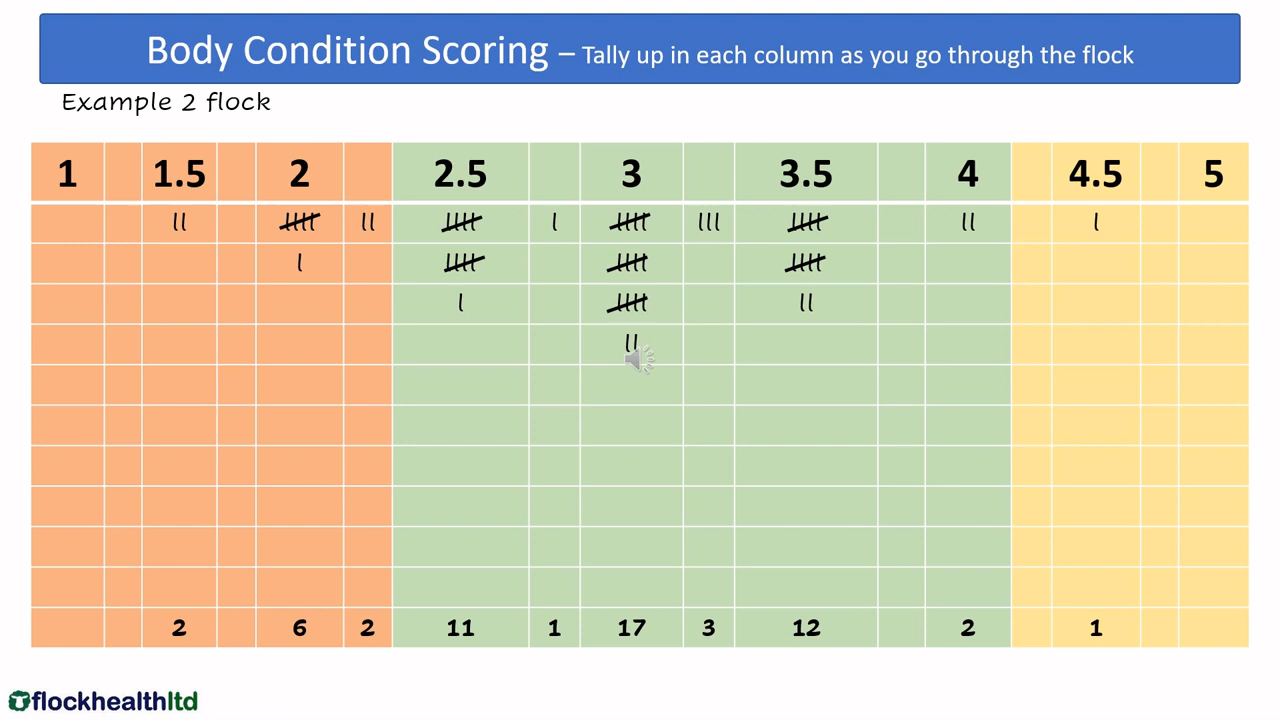 Body Condition Scoring – Tally up in each column as you go through the flock
Example 2 flock
1 1.5 2 2.5 3 3.5 4 4.5 5
2 6 2 11 1 17 3 12 2 1
flockhealthltd